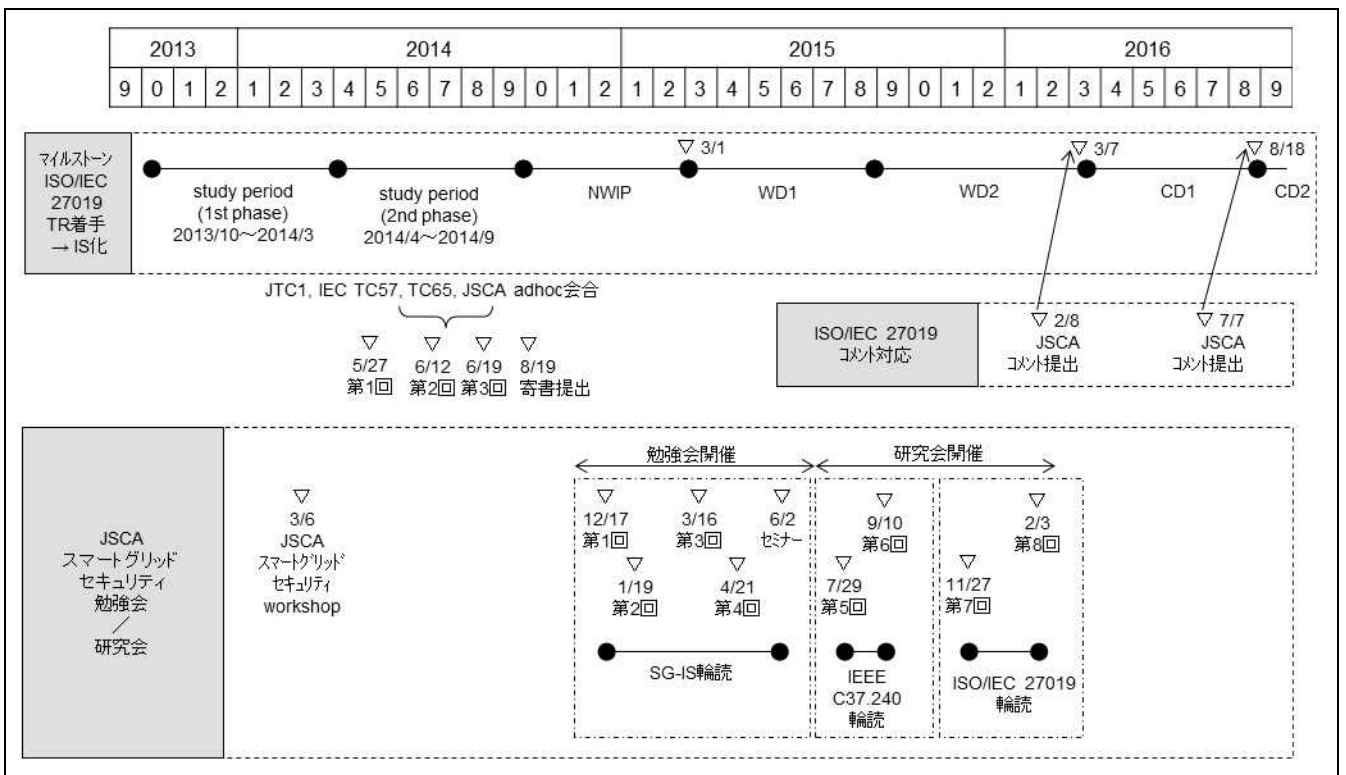 2013 2014 2015 2016
9 0 1 2 1 2 3 4 5 6 7 8 9 0 1 2 1 2 3 4 5 6 7 8 9 0 1 2 1 2 3 4 5 6 7 8 9
マイルストーン
ISO/IEC
27019
TR着手
→ IS化
▽ 3/1
▽ 3/7
▽ 8/18
study period
(1st phase)
2013/10～2014/3
study period
(2nd phase)
2014/4～2014/9
NWIP
WD1
WD2
CD1
CD2
JTC1, IEC TC57, TC65, JSCA adhoc会合
▽
5/27
第1回
▽
6/12
第2回
▽
6/19
第3回
▽
8/19
寄書提出
ISO/IEC 27019
コメント対応
▽ 2/8
JSCA
コメント提出
▽ 7/7
JSCA
コメント提出
JSCA
スマートグリッド
セキュリティ
勉強会
／
研究会
▽
3/6
JSCA
スマートグリッド
セキュリティ
workshop
勉強会開催
▽
12/17
第1回
▽
1/19
第2回
▽
3/16
第3回
▽
4/21
第4回
▽
6/2
セミナー
SG-IS輪読
研究会開催
▽
7/29
第5回
▽
9/10
第6回
IEEE
C37.240
輪読
▽
11/27
第7回
▽
2/3
第8回
ISO/IEC 27019
輪読